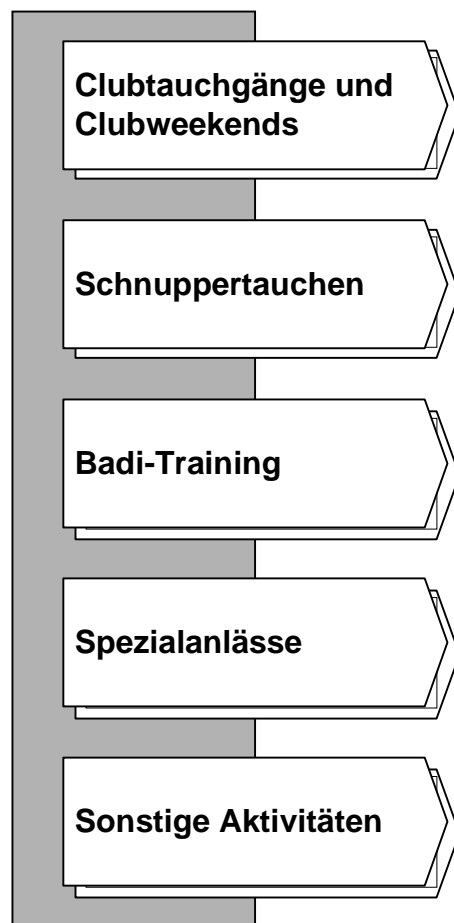 Clubtauchgänge und
Clubweekends
Schnuppertauchen
Badi-Training
Spezialanlässe
Sonstige Aktivitäten